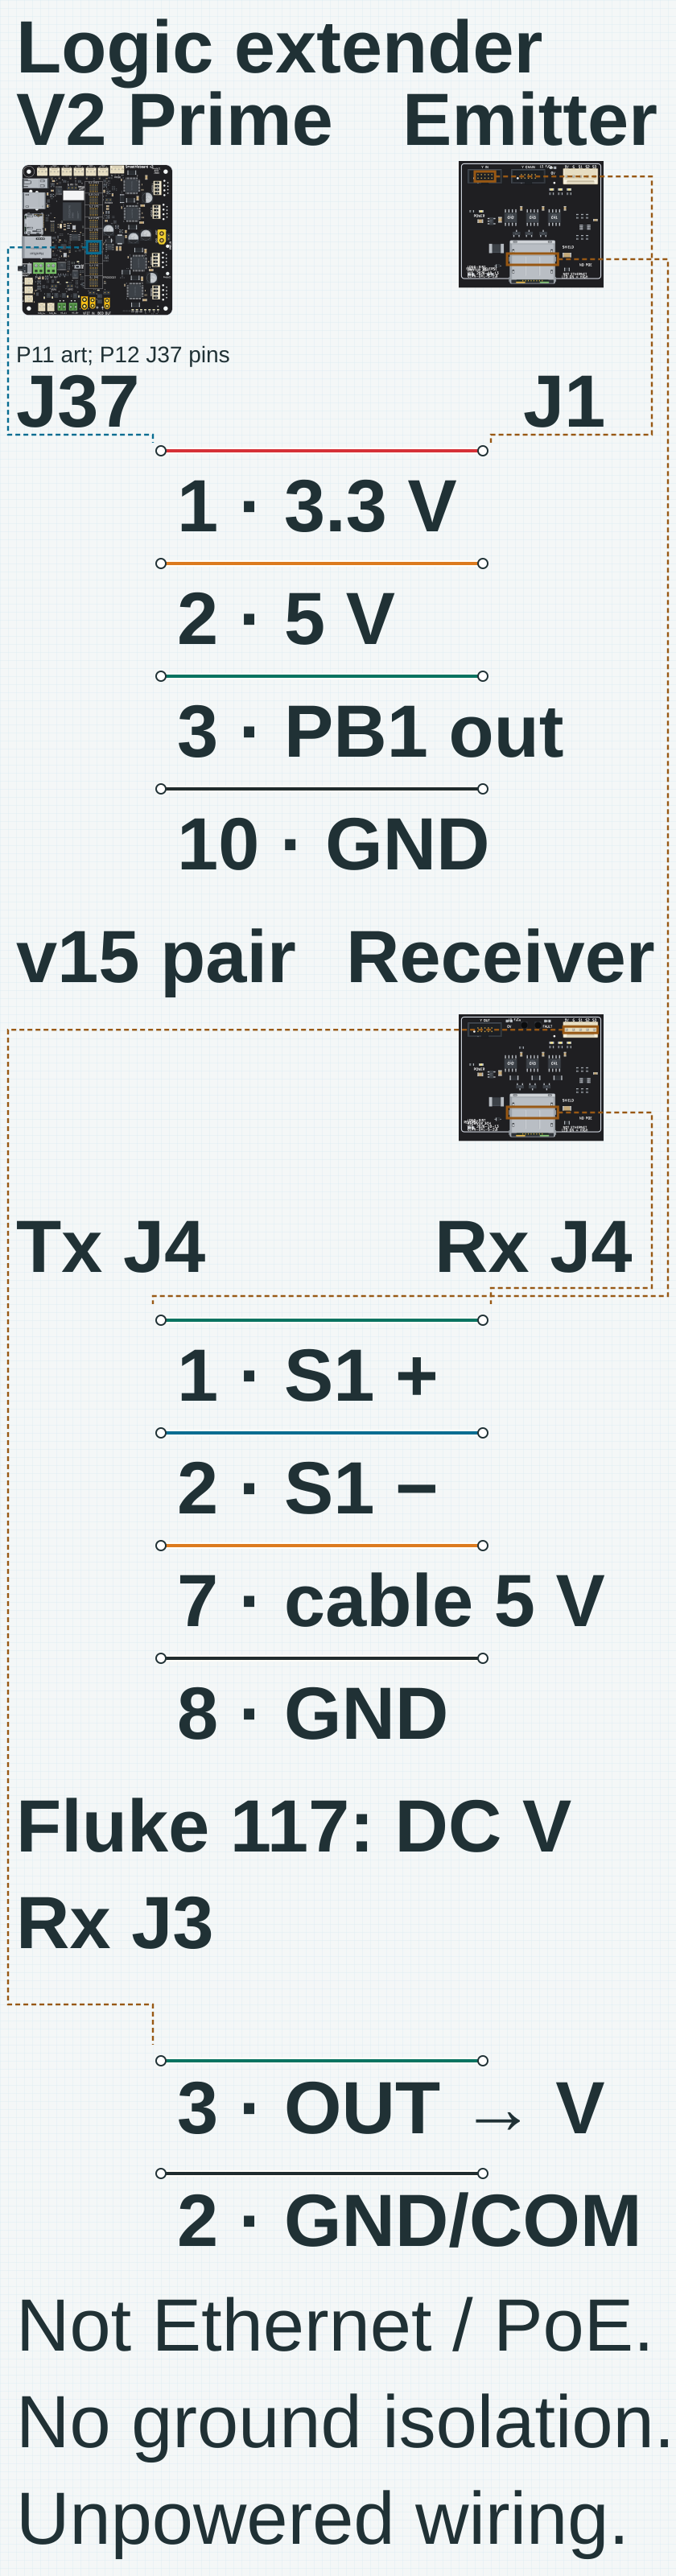 Logic extender
V2 Prime Emitter
P11 art; P12 J37 pins
J37 J1
1 · 3.3 V
2 · 5 V
3 · PB1 out
10 · GND
v15 pair Receiver
Tx J4 Rx J4
1 · S1 +
2 · S1 −
7 · cable 5 V
8 · GND
Fluke 117: DC V
Rx J3
3 · OUT → V
2 · GND/COM
Not Ethernet / PoE.
No ground isolation.
Unpowered wiring.